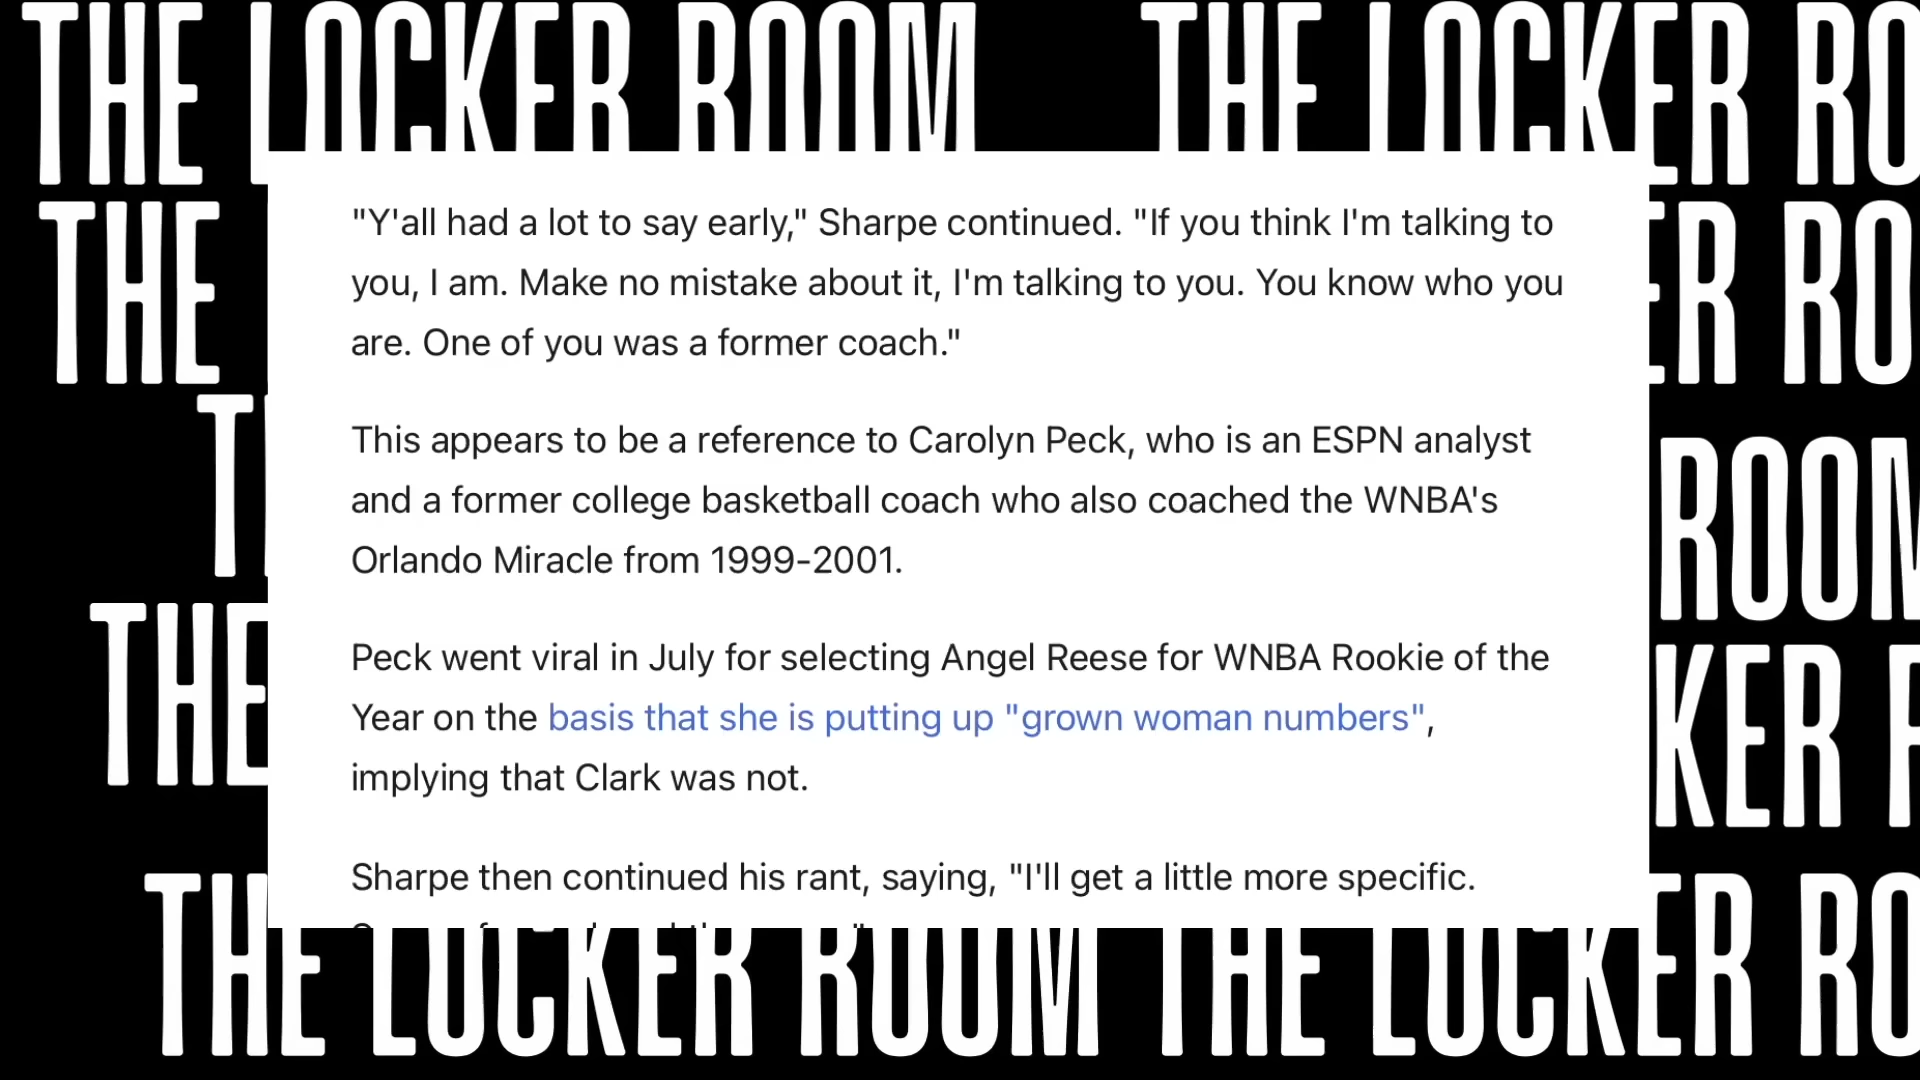 THE LOCKER ROOM THE LOCKER RO
THE ER RO
"Y'all had a lot to say early," Sharpe continued. "If you think I'm talking to
you, I am. Make no mistake about it, I'm talking to you. You know who you
are. One of you was a former coach."
This appears to be a reference to Carolyn Peck, who is an ESPN analyst
and a former college basketball coach who also coached the WNBA's
Orlando Miracle from 1999-2001.
T ROOM
Peck went viral in July for selecting Angel Reese for WNBA Rookie of the
Year on the basis that she is putting up "grown woman numbers",
implying that Clark was not.
THE KER R
Sharpe then continued his rant, saying, "I'll get a little more specific.
THE LOCKER ROOM THE LOCKER RO